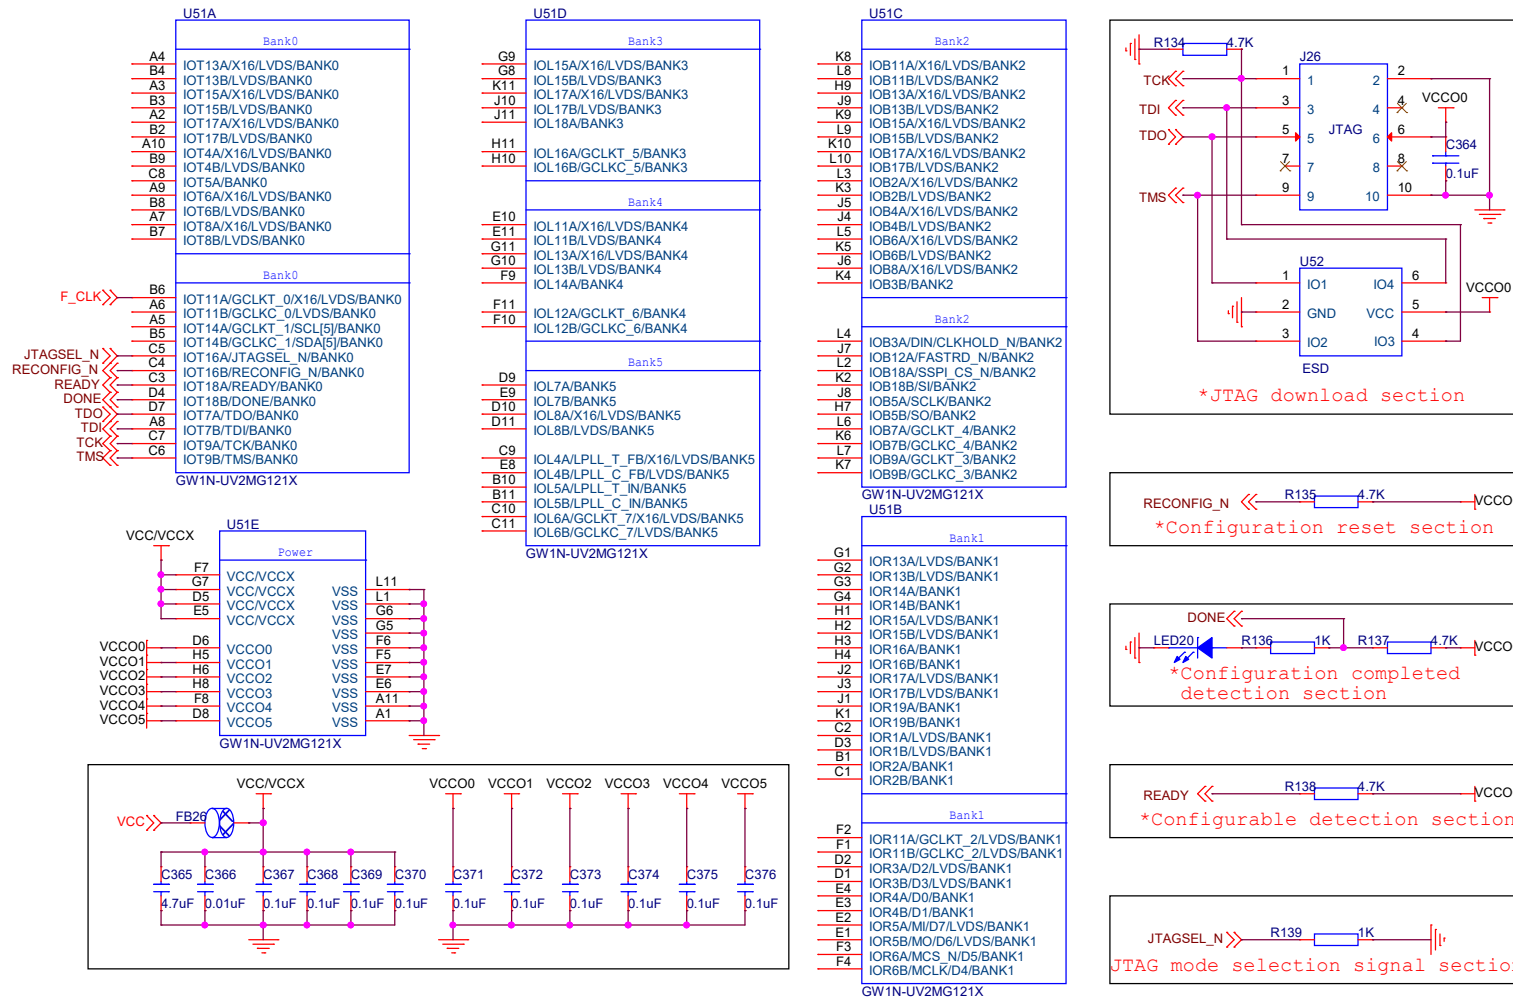 U51A
Bank0
A4 IOT13A/X16/LVDS/BANK0
B4 IOT13B/LVDS/BANK0
A3 IOT15A/X16/LVDS/BANK0
B3 IOT15B/LVDS/BANK0
A2 IOT17A/X16/LVDS/BANK0
B2 IOT17B/LVDS/BANK0
A10 IOT4A/X16/LVDS/BANK0
B9 IOT4B/LVDS/BANK0
C8 IOT5A/BANK0
A9 IOT6A/X16/LVDS/BANK0
B8 IOT6B/LVDS/BANK0
A7 IOT8A/X16/LVDS/BANK0
B7 IOT8B/LVDS/BANK0
Bank0
F_CLK B6 IOT11A/GCLKT_0/X16/LVDS/BANK0
A6 IOT11B/GCLKC_0/LVDS/BANK0
A5 IOT14A/GCLKT_1/SCL[5]/BANK0
B5 IOT14B/GCLKC_1/SDA[5]/BANK0
JTAGSEL_N C5 IOT16A/JTAGSEL_N/BANK0
RECONFIG_N C4 IOT16B/RECONFIG_N/BANK0
READY C3 IOT18A/READY/BANK0
DONE D4 IOT18B/DONE/BANK0
TDO D7 IOT7A/TDO/BANK0
TDI A8 IOT7B/TDI/BANK0
TCK C7 IOT9A/TCK/BANK0
TMS C6 IOT9B/TMS/BANK0
GW1N-UV2MG121X
U51D
Bank3
G9 IOL15A/X16/LVDS/BANK3
G8 IOL15B/LVDS/BANK3
K11 IOL17A/X16/LVDS/BANK3
J10 IOL17B/LVDS/BANK3
J11 IOL18A/BANK3
H11 IOL16A/GCLKT_5/BANK3
H10 IOL16B/GCLKC_5/BANK3
Bank4
E10 IOL11A/X16/LVDS/BANK4
E11 IOL11B/LVDS/BANK4
G11 IOL13A/X16/LVDS/BANK4
G10 IOL13B/LVDS/BANK4
F9 IOL14A/BANK4
F11 IOL12A/GCLKT_6/BANK4
F10 IOL12B/GCLKC_6/BANK4
Bank5
D9 IOL7A/BANK5
E9 IOL7B/BANK5
D10 IOL8A/X16/LVDS/BANK5
D11 IOL8B/LVDS/BANK5
C9 IOL4A/LPLL_T_FB/X16/LVDS/BANK5
E8 IOL4B/LPLL_C_FB/LVDS/BANK5
B10 IOL5A/LPLL_T_IN/BANK5
B11 IOL5B/LPLL_C_IN/BANK5
C10 IOL6A/GCLKT_7/X16/LVDS/BANK5
C11 IOL6B/GCLKC_7/LVDS/BANK5
GW1N-UV2MG121X
U51C
Bank2
K8 IOB11A/X16/LVDS/BANK2
L8 IOB11B/LVDS/BANK2
H9 IOB13A/X16/LVDS/BANK2
J9 IOB13B/LVDS/BANK2
K9 IOB15A/X16/LVDS/BANK2
L9 IOB15B/LVDS/BANK2
K10 IOB17A/X16/LVDS/BANK2
L10 IOB17B/LVDS/BANK2
L3 IOB2A/X16/LVDS/BANK2
K3 IOB2B/LVDS/BANK2
J5 IOB4A/X16/LVDS/BANK2
J4 IOB4B/LVDS/BANK2
L5 IOB6A/X16/LVDS/BANK2
K5 IOB6B/LVDS/BANK2
J6 IOB8A/X16/LVDS/BANK2
K4 IOB3B/BANK2
Bank2
L4 IOB3A/DIN/CLKHOLD_N/BANK2
J7 IOB12A/FASTRD_N/BANK2
L2 IOB18A/SSPI_CS_N/BANK2
K2 IOB18B/SI/BANK2
J8 IOB5A/SCLK/BANK2
H7 IOB5B/SO/BANK2
L6 IOB7A/GCLKT_4/BANK2
K6 IOB7B/GCLKC_4/BANK2
L7 IOB9A/GCLKT_3/BANK2
K7 IOB9B/GCLKC_3/BANK2
GW1N-UV2MG121X
U51B
Bank1
G1 IOR13A/LVDS/BANK1
G2 IOR13B/LVDS/BANK1
G3 IOR14A/BANK1
G4 IOR14B/BANK1
H1 IOR15A/LVDS/BANK1
H2 IOR15B/LVDS/BANK1
H3 IOR16A/BANK1
H4 IOR16B/BANK1
J2 IOR17A/LVDS/BANK1
J3 IOR17B/LVDS/BANK1
J1 IOR19A/BANK1
K1 IOR19B/BANK1
C2 IOR1A/LVDS/BANK1
D3 IOR1B/LVDS/BANK1
B1 IOR2A/BANK1
C1 IOR2B/BANK1
Bank1
F2 IOR11A/GCLKT_2/LVDS/BANK1
F1 IOR11B/GCLKC_2/LVDS/BANK1
D2 IOR3A/D2/LVDS/BANK1
D1 IOR3B/D3/LVDS/BANK1
E4 IOR4A/D0/BANK1
E3 IOR4B/D1/BANK1
E2 IOR5A/MI/D7/LVDS/BANK1
E1 IOR5B/MO/D6/LVDS/BANK1
F3 IOR6A/MCS_N/D5/BANK1
F4 IOR6B/MCLK/D4/BANK1
GW1N-UV2MG121X
U51E
VCC/VCCX
Power
F7 VCC/VCCX
G7 VCC/VCCX VSS L11
D5 VCC/VCCX VSS L1
E5 VCC/VCCX VSS G6
VSS G5
VCCO0 D6 VCCO0 VSS F6
VCCO1 H5 VCCO1 VSS F5
VCCO2 H6 VCCO2 VSS E7
VCCO3 H8 VCCO3 VSS E6
VCCO4 F8 VCCO4 VSS A11
VCCO5 D8 VCCO5 VSS A1
GW1N-UV2MG121X
VCC/VCCX VCCO0 VCCO1 VCCO2 VCCO3 VCCO4 VCCO5
VCC FB26
C365 C366 C367 C368 C369 C370 C371 C372 C373 C374 C375 C376
4.7uF 0.01uF 0.1uF 0.1uF 0.1uF 0.1uF 0.1uF 0.1uF 0.1uF 0.1uF 0.1uF 0.1uF
R134 4.7K
J26
TCK 1 1 2 2
TDI 3 3 4 4 VCCO0
TDO 5 5 JTAG 6 6
C364
7 7 8 8 0.1uF
TMS 9 9 10 10
U52
1 IO1 IO4 6
VCCO0
2 GND VCC 5
3 IO2 IO3 4
ESD
*JTAG download section
RECONFIG_N R135 4.7K VCCO
*Configuration reset section
DONE
LED20 R136 1K R137 4.7K VCCO
*Configuration completed
detection section
READY R138 4.7K VCCO
*Configurable detection section
JTAGSEL_N R139 1K
JTAG mode selection signal section